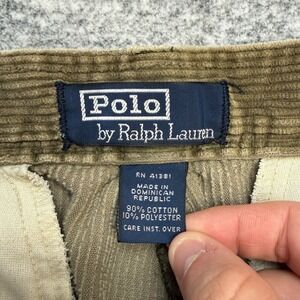 Polo
by Ralph Lauren
RN 41381
MADE IN
DOMINICAN
REPUBLIC
90% COTTON
10% POLYESTER
CARE INST. OVER